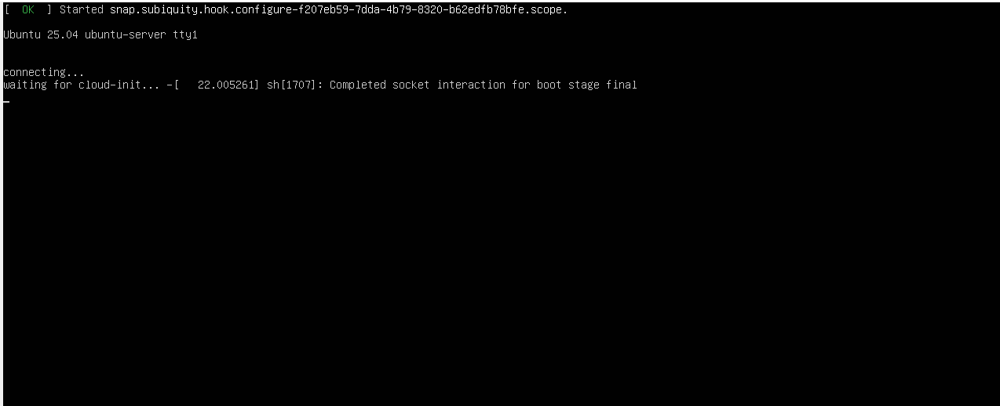 [  OK  ] Started snap.subiquity.hook.configure-f207eb59-7dda-4b79-8320-b62edfb78bfe.scope.
Ubuntu 25.04 ubuntu-server tty1
connecting...
waiting for cloud-init... -[   22.005261] sh[1707]: Completed socket interaction for boot stage final